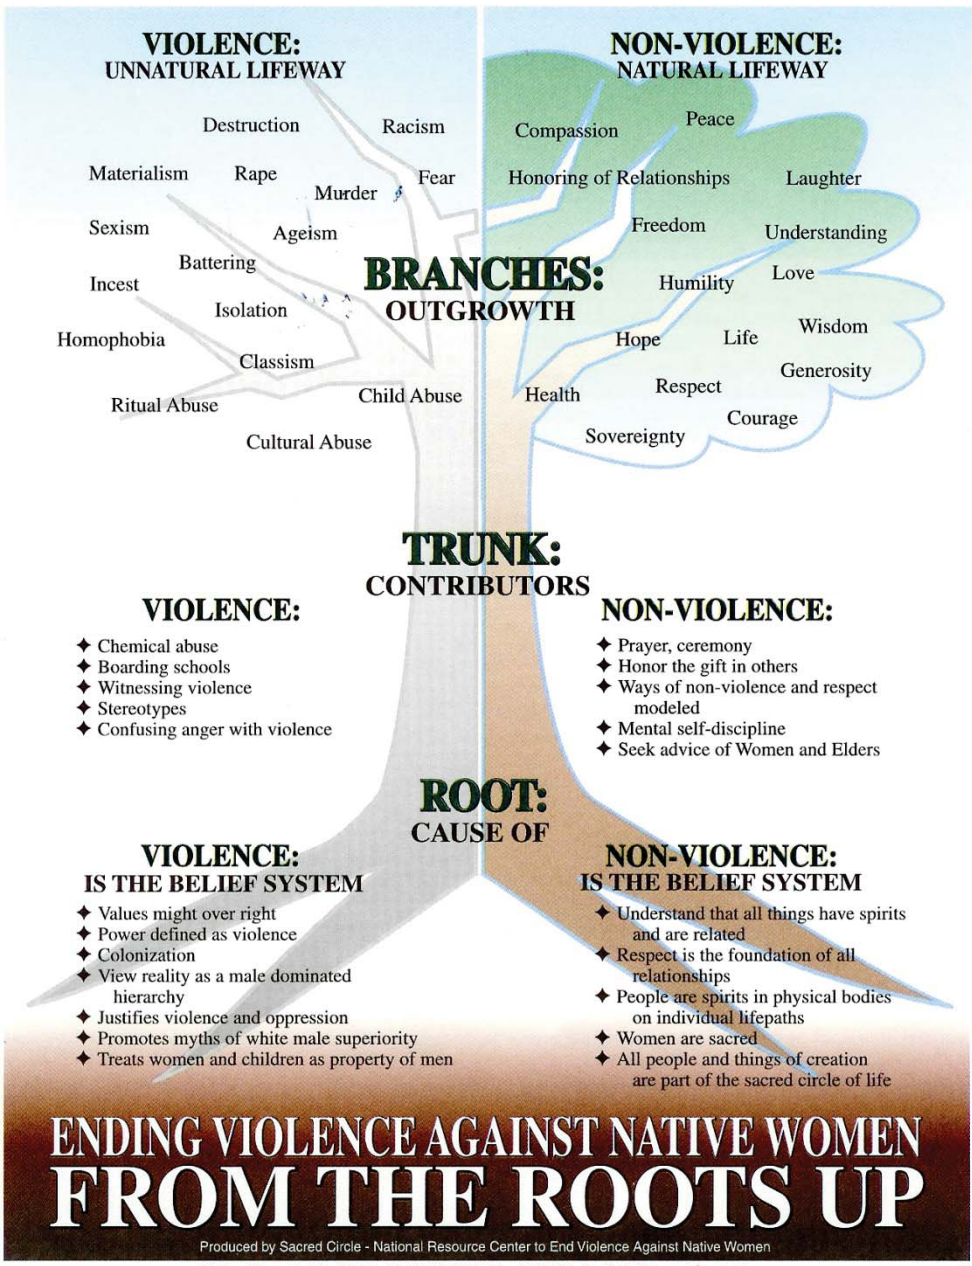 VIOLENCE:
UNNATURAL LIFEWAY
Destruction
Racism
Materialism
Rape
Murder
Fear
Sexism
Ageism
Battering
Incest
Isolation
Homophobia
Classism
Ritual Abuse
Child Abuse
Cultural Abuse
NON-VIOLENCE:
NATURAL LIFEWAY
Compassion
Peace
Honoring of Relationships
Laughter
Freedom
Understanding
Humility
Love
Hope
Life
Wisdom
Health
Respect
Generosity
Courage
Sovereignty
BRANCHES:
OUTGROWTH
TRUNK:
CONTRIBUTORS
VIOLENCE:
✦ Chemical abuse
✦ Boarding schools
✦ Witnessing violence
✦ Stereotypes
✦ Confusing anger with violence
NON-VIOLENCE:
✦ Prayer, ceremony
✦ Honor the gift in others
✦ Ways of non-violence and respect
modeled
✦ Mental self-discipline
✦ Seek advice of Women and Elders
ROOT:
CAUSE OF
VIOLENCE:
IS THE BELIEF SYSTEM
✦ Values might over right
✦ Power defined as violence
✦ Colonization
✦ View reality as a male dominated
hierarchy
✦ Justifies violence and oppression
✦ Promotes myths of white male superiority
✦ Treats women and children as property of men
NON-VIOLENCE:
IS THE BELIEF SYSTEM
✦ Understand that all things have spirits
and are related
✦ Respect is the foundation of all
relationships
✦ People are spirits in physical bodies
on individual lifepaths
✦ Women are sacred
✦ All people and things of creation
are part of the sacred circle of life
ENDING VIOLENCE AGAINST NATIVE WOMEN
FROM THE ROOTS UP
Produced by Sacred Circle - National Resource Center to End Violence Against Native Women